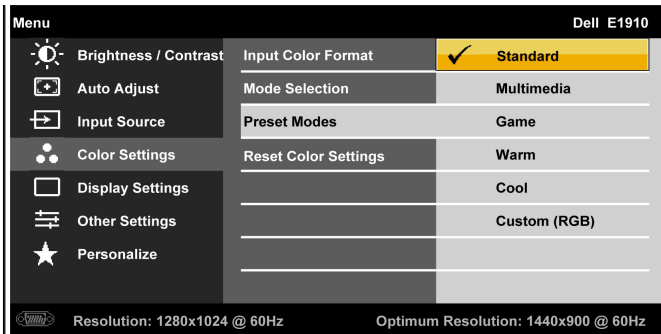 Menu Dell E1910
Brightness / Contrast Input Color Format Standard
Auto Adjust Mode Selection Multimedia
Input Source Preset Modes Game
Color Settings Reset Color Settings Warm
Display Settings Cool
Other Settings Custom (RGB)
Personalize
Resolution: 1280x1024 @ 60Hz Optimum Resolution: 1440x900 @ 60Hz